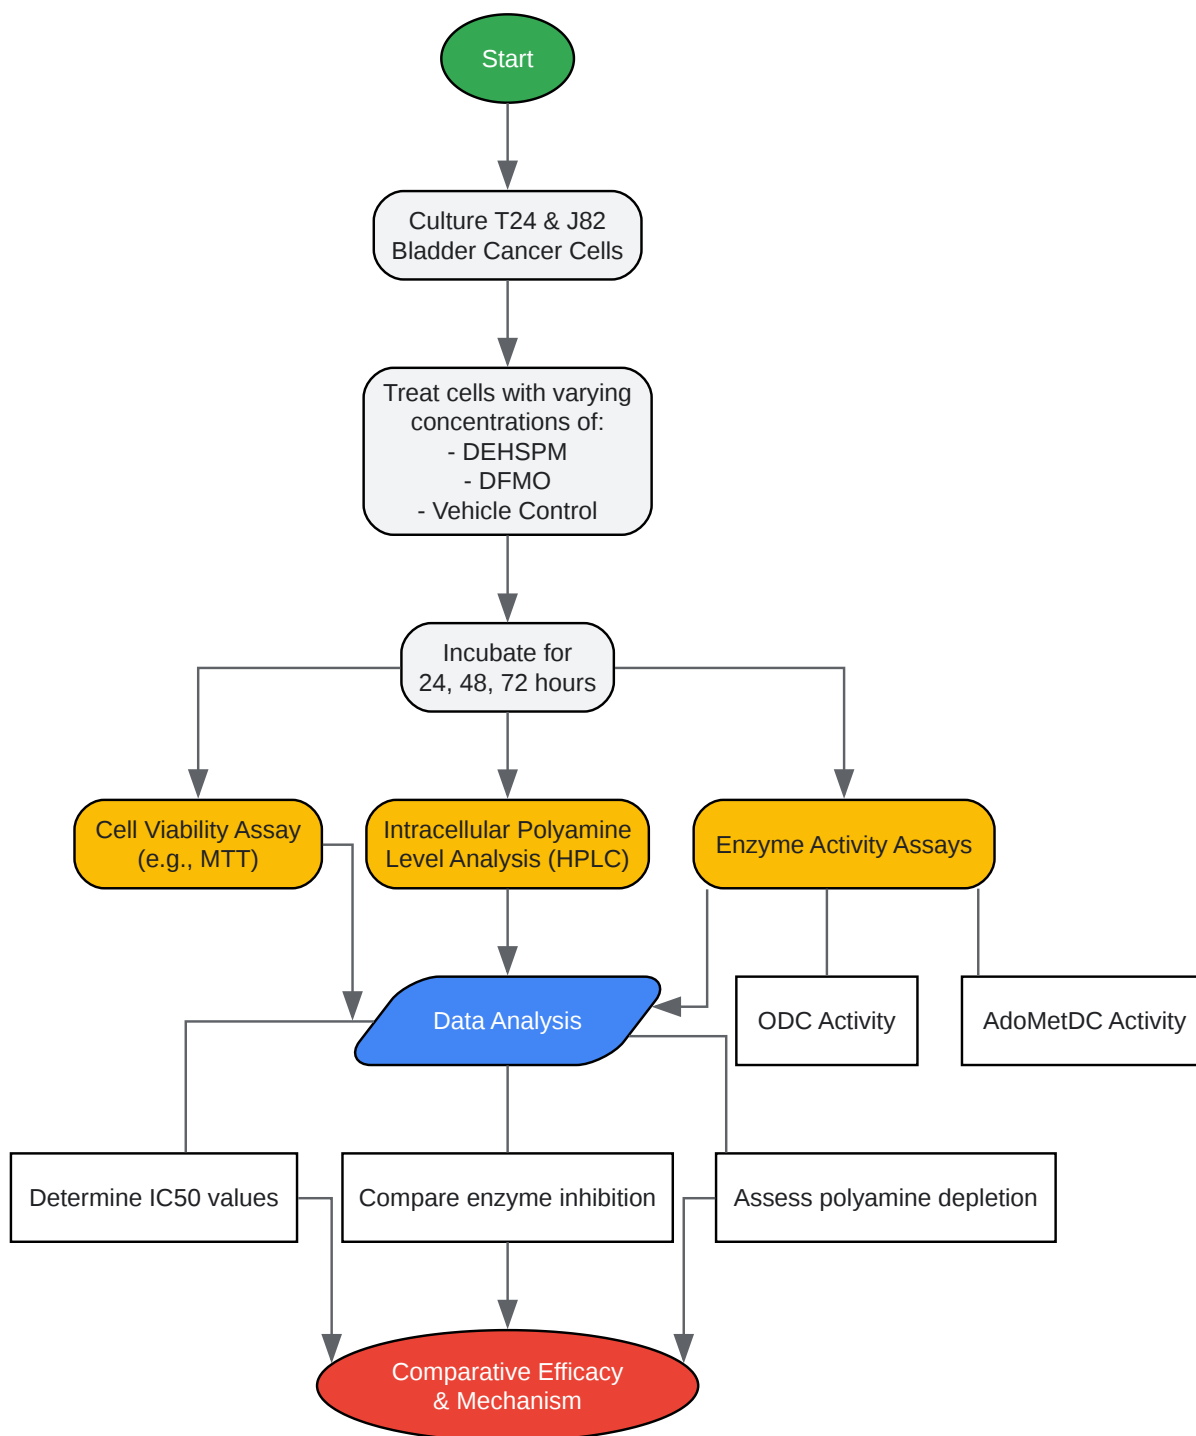 Start
Culture T24 & J82
Bladder Cancer Cells
Treat cells with varying
concentrations of:
- DEHSPM
- DFMO
- Vehicle Control
Incubate for
24, 48, 72 hours
Cell Viability Assay
(e.g., MTT)
Intracellular Polyamine
Level Analysis (HPLC)
Enzyme Activity Assays
Data Analysis
ODC Activity
AdoMetDC Activity
Determine IC50 values
Compare enzyme inhibition
Assess polyamine depletion
Comparative Efficacy
& Mechanism